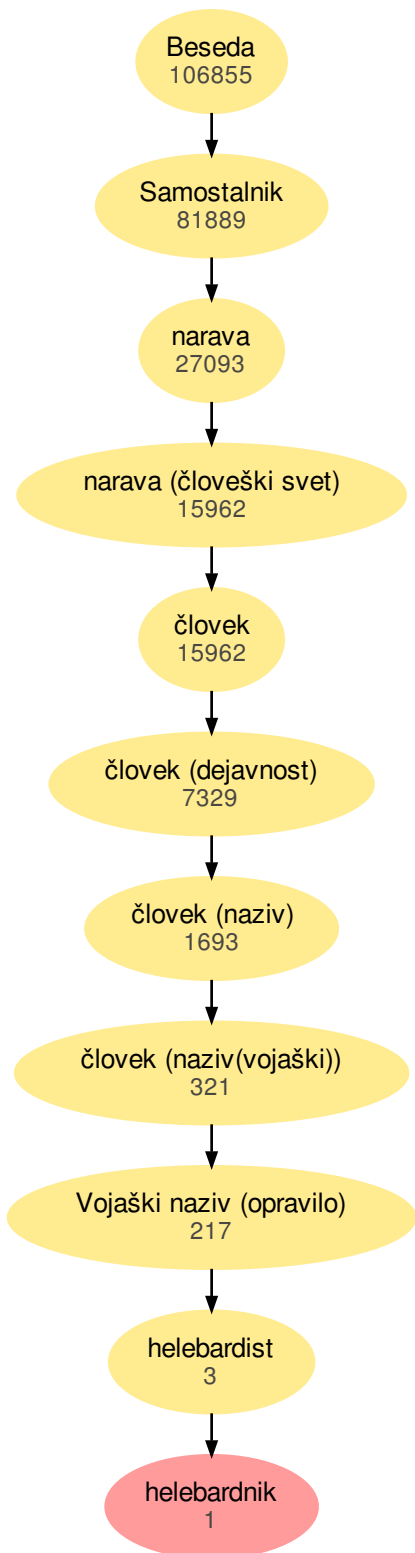 Beseda
106855
Samostalnik
81889
narava
27093
narava (človeški svet)
15962
človek
15962
človek (dejavnost)
7329
človek (naziv)
1693
človek (naziv(vojaški))
321
Vojaški naziv (opravilo)
217
helebardist
3
helebardnik
1